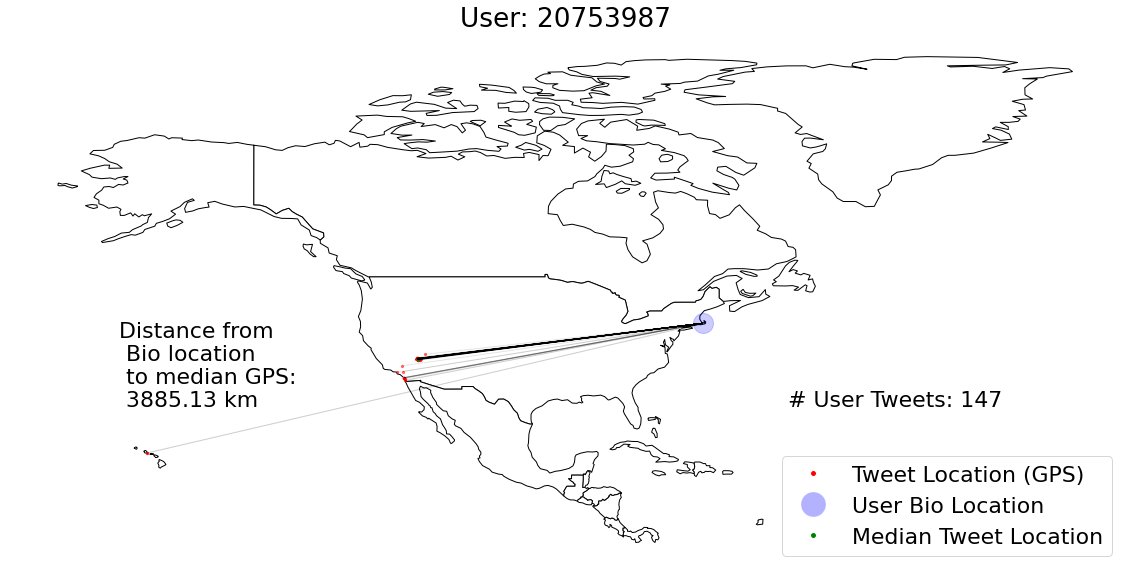 User: 20753987
Distance from
Bio location
to median GPS:
3885.13 km
# User Tweets: 147
Tweet Location (GPS)
User Bio Location
Median Tweet Location